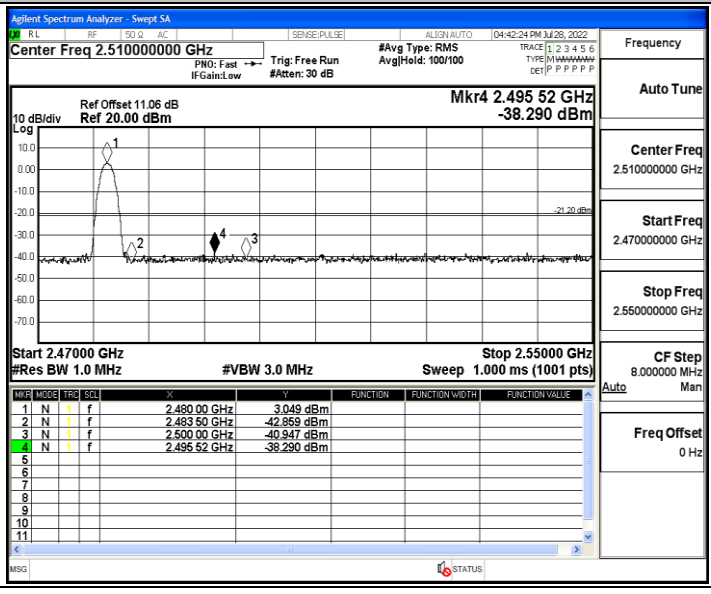 Agilent Spectrum Analyzer - Swept SA
LXI RL RF 50 Ω AC SENSE:PULSE ALIGN AUTO 04:42:24 PM Jul 28, 2022
Center Freq 2.510000000 GHz #Avg Type: RMS TRACE 1 2 3 4 5 6
PNO: Fast Trig: Free Run Avg|Hold: 100/100 TYPE M WWWWW
IFGain:Low #Atten: 30 dB DET P P P P P P
Ref Offset 11.06 dB Mkr4 2.495 52 GHz
10 dB/div Ref 20.00 dBm -38.290 dBm
Log
10.0
0.00
-10.0
-20.0
-30.0
-40.0
-50.0
-60.0
-70.0
1
2
4
3
-21.20 dBm
Start 2.47000 GHz Stop 2.55000 GHz
#Res BW 1.0 MHz #VBW 3.0 MHz Sweep 1.000 ms (1001 pts)
MKR MODE TRC SCL X Y FUNCTION FUNCTION WIDTH FUNCTION VALUE
1 N 1 f 2.480 00 GHz 3.049 dBm
2 N 1 f 2.483 50 GHz -42.859 dBm
3 N 1 f 2.500 00 GHz -40.947 dBm
4 N 1 f 2.495 52 GHz -38.290 dBm
5
6
7
8
9
10
11
MSG STATUS
Frequency
Auto Tune
Center Freq
2.510000000 GHz
Start Freq
2.470000000 GHz
Stop Freq
2.550000000 GHz
CF Step
8.000000 MHz
Auto Man
Freq Offset
0 Hz